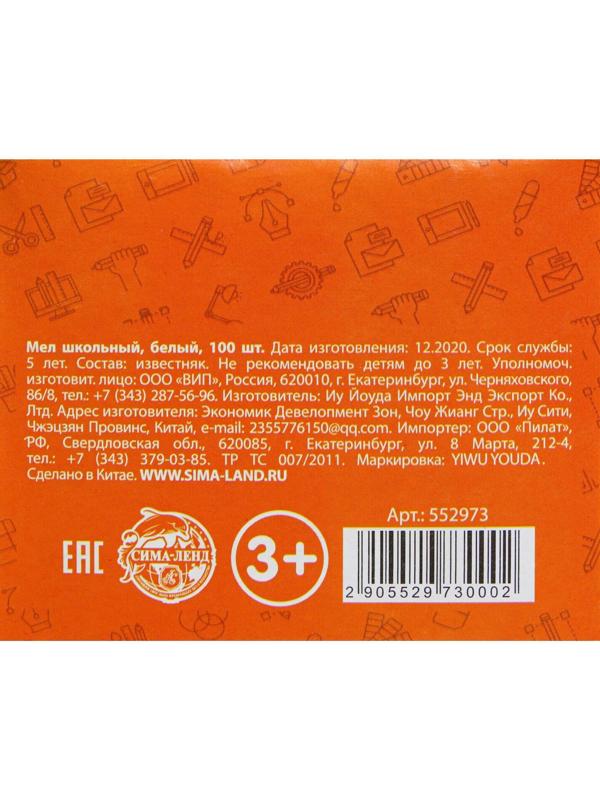 Мел школьный, белый, 100 шт. Дата изготовления: 12.2020. Срок службы:
5 лет. Состав: известняк. Не рекомендовать детям до 3 лет. Уполномоч.
изготовит. лицо: ООО «ВИП», Россия, 620010, г. Екатеринбург, ул. Черняховского,
86/8, тел.: +7 (343) 287-56-96. Изготовитель: Иу Йоуда Импорт Энд Экспорт Ко.,
Лтд. Адрес изготовителя: Экономик Девелопмент Зон, Чоу Жианг Стр., Иу Сити,
Чжэцзян Провинс, Китай, e-mail: 2355776150@qq.com. Импортер: ООО «Пилат»,
РФ, Свердловская обл., 620085, г. Екатеринбург, ул. 8 Марта, 212-4,
тел.: +7 (343) 379-03-85. ТР ТС 007/2011. Маркировка: YIWU YOUDA.
Сделано в Китае. WWW.SIMA-LAND.RU
Арт.: 552973
EAC
СИМА-ЛЕНД
3+
2 905529 730002